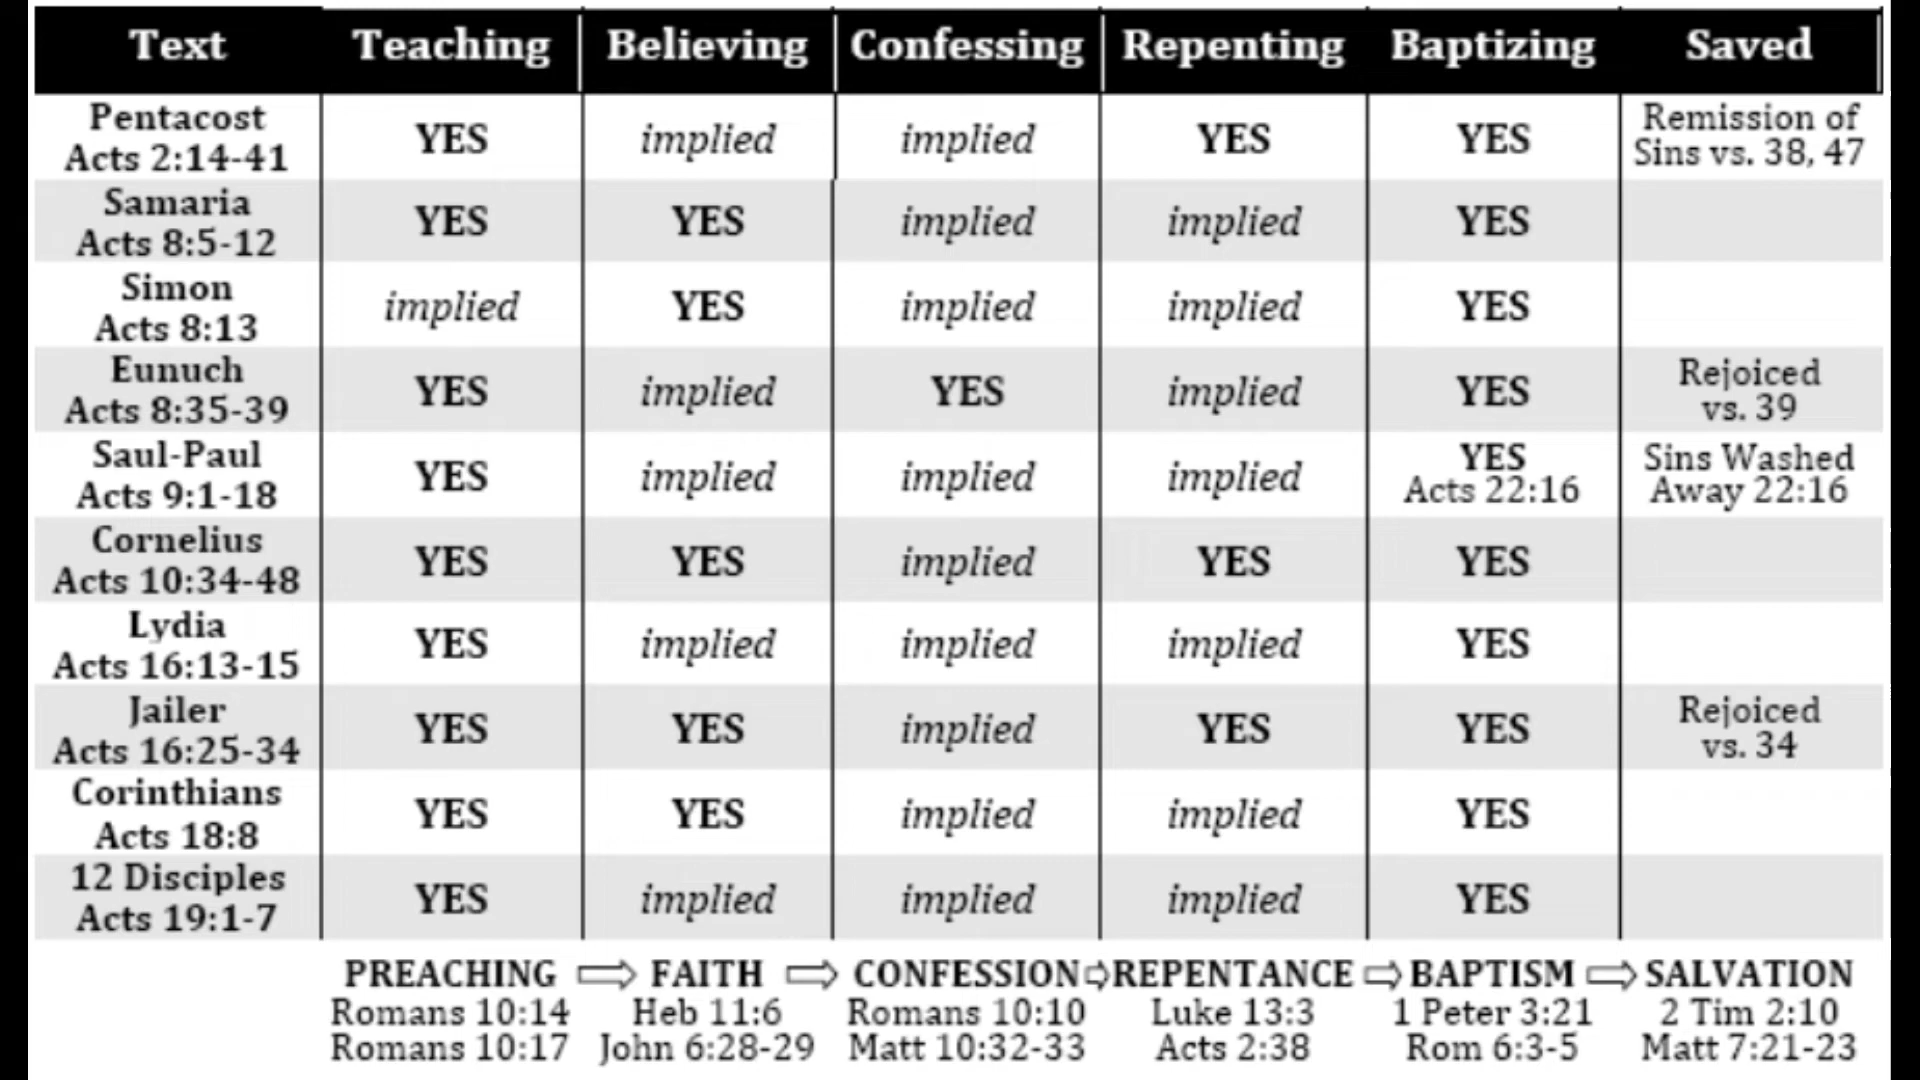 Text Teaching Believing Confessing Repenting Baptizing Saved
Pentacost
Acts 2:14-41
YES implied implied YES YES
Remission of
Sins vs. 38, 47
Samaria
Acts 8:5-12
YES YES implied implied YES
Simon
Acts 8:13
implied YES implied implied YES
Eunuch
Acts 8:35-39
YES implied YES implied YES
Rejoiced
vs. 39
Saul-Paul
Acts 9:1-18
YES implied implied implied
YES
Acts 22:16
Sins Washed
Away 22:16
Cornelius
Acts 10:34-48
YES YES implied YES YES
Lydia
Acts 16:13-15
YES implied implied implied YES
Jailer
Acts 16:25-34
YES YES implied YES YES
Rejoiced
vs. 34
Corinthians
Acts 18:8
YES YES implied implied YES
12 Disciples
Acts 19:1-7
YES implied implied implied YES
PREACHING ⇨ FAITH ⇨ CONFESSION ⇨ REPENTANCE ⇨ BAPTISM ⇨ SALVATION
Romans 10:14 Heb 11:6 Romans 10:10 Luke 13:3 1 Peter 3:21 2 Tim 2:10
Romans 10:17 John 6:28-29 Matt 10:32-33 Acts 2:38 Rom 6:3-5 Matt 7:21-23